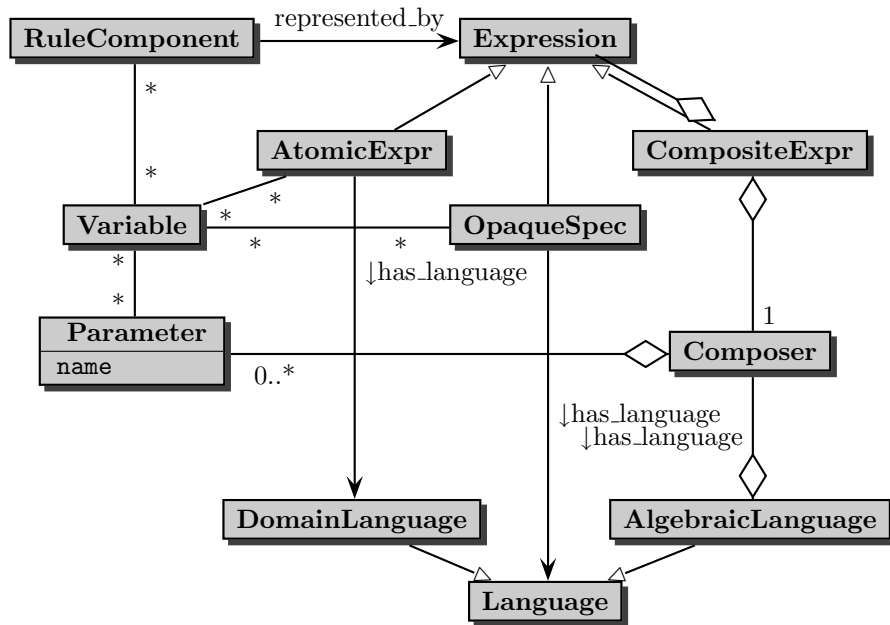 represented_by
RuleComponent
Expression
*
AtomicExpr
CompositeExpr
*
*
Variable
*
OpaqueSpec
*
*
*
↓has_language
*
1
Parameter
name
Composer
0..*
↓has_language
↓has_language
DomainLanguage
AlgebraicLanguage
Language